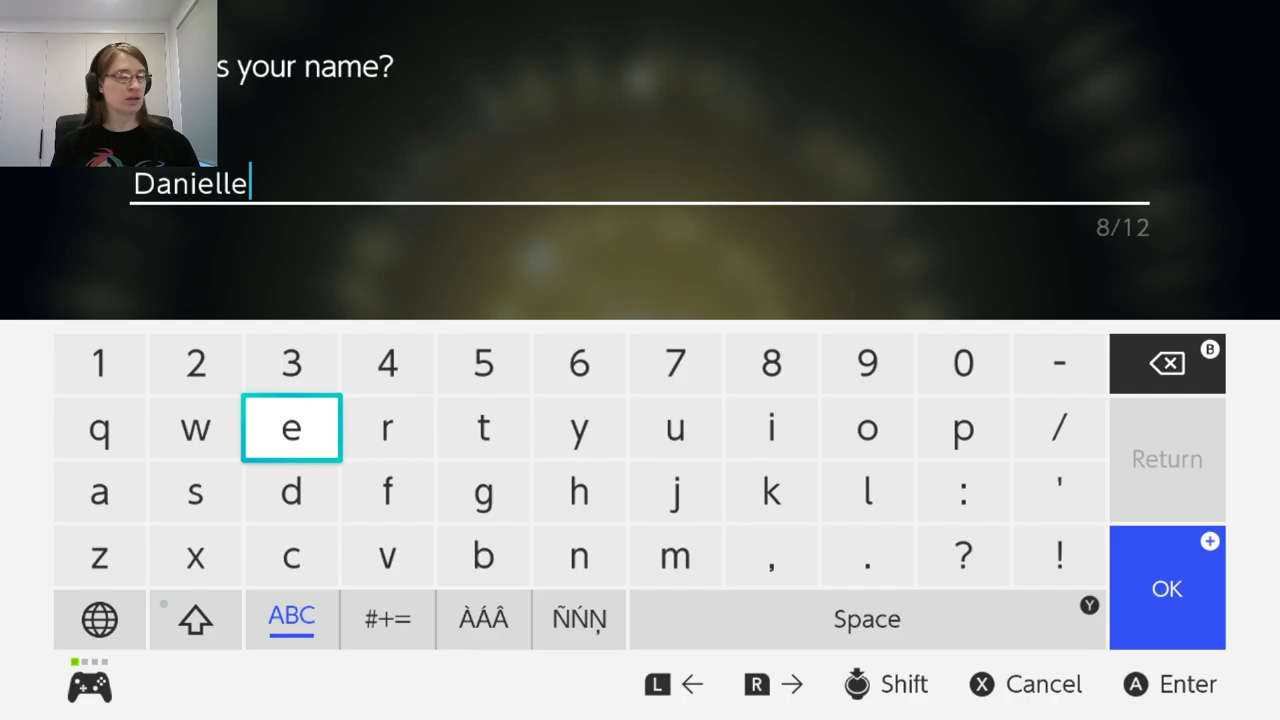 s your name?
Danielle
8/12
1 2 3 4 5 6 7 8 9 0 - B
q w e r t y u i o p /
Return
a s d f g h j k l : '
z x c v b n m , . ? ! +
OK
ABC #+= ÀÁÂ ÑŃŅ Space Y
L ← R → Shift X Cancel A Enter